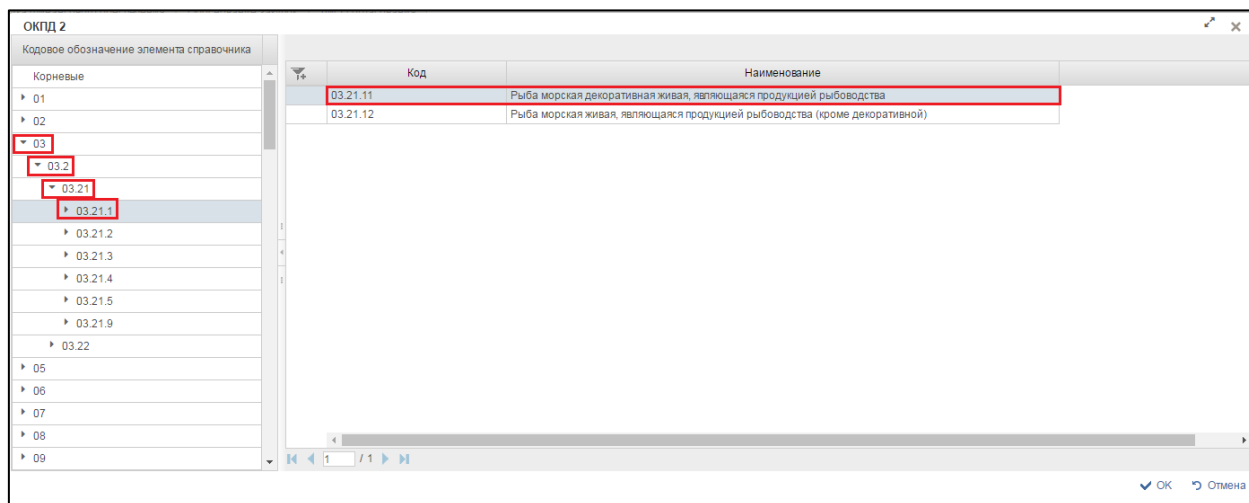 ОКПД 2
Кодовое обозначение элемента справочника
Корневые
01
02
03
03.2
03.21
03.21.1
03.21.2
03.21.3
03.21.4
03.21.5
03.21.9
03.22
05
06
07
08
09
Код Наименование
03.21.11 Рыба морская декоративная живая, являющаяся продукцией рыбоводства
03.21.12 Рыба морская живая, являющаяся продукцией рыбоводства (кроме декоративной)
1 / 1
ОК Отмена